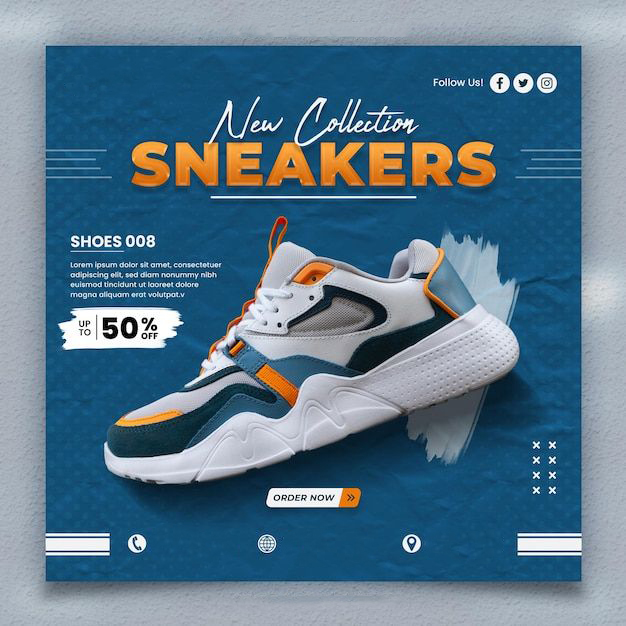 Follow Us!
New Collection
SNEAKERS
SHOES 008
Lorem ipsum dolor sit amet, consectetuer
adipiscing elit, sed diam nonummy
nibh euismod tincidunt ut laoreet
dolore magna aliquam erat volutpat.v
UP TO 50% OFF
ORDER NOW